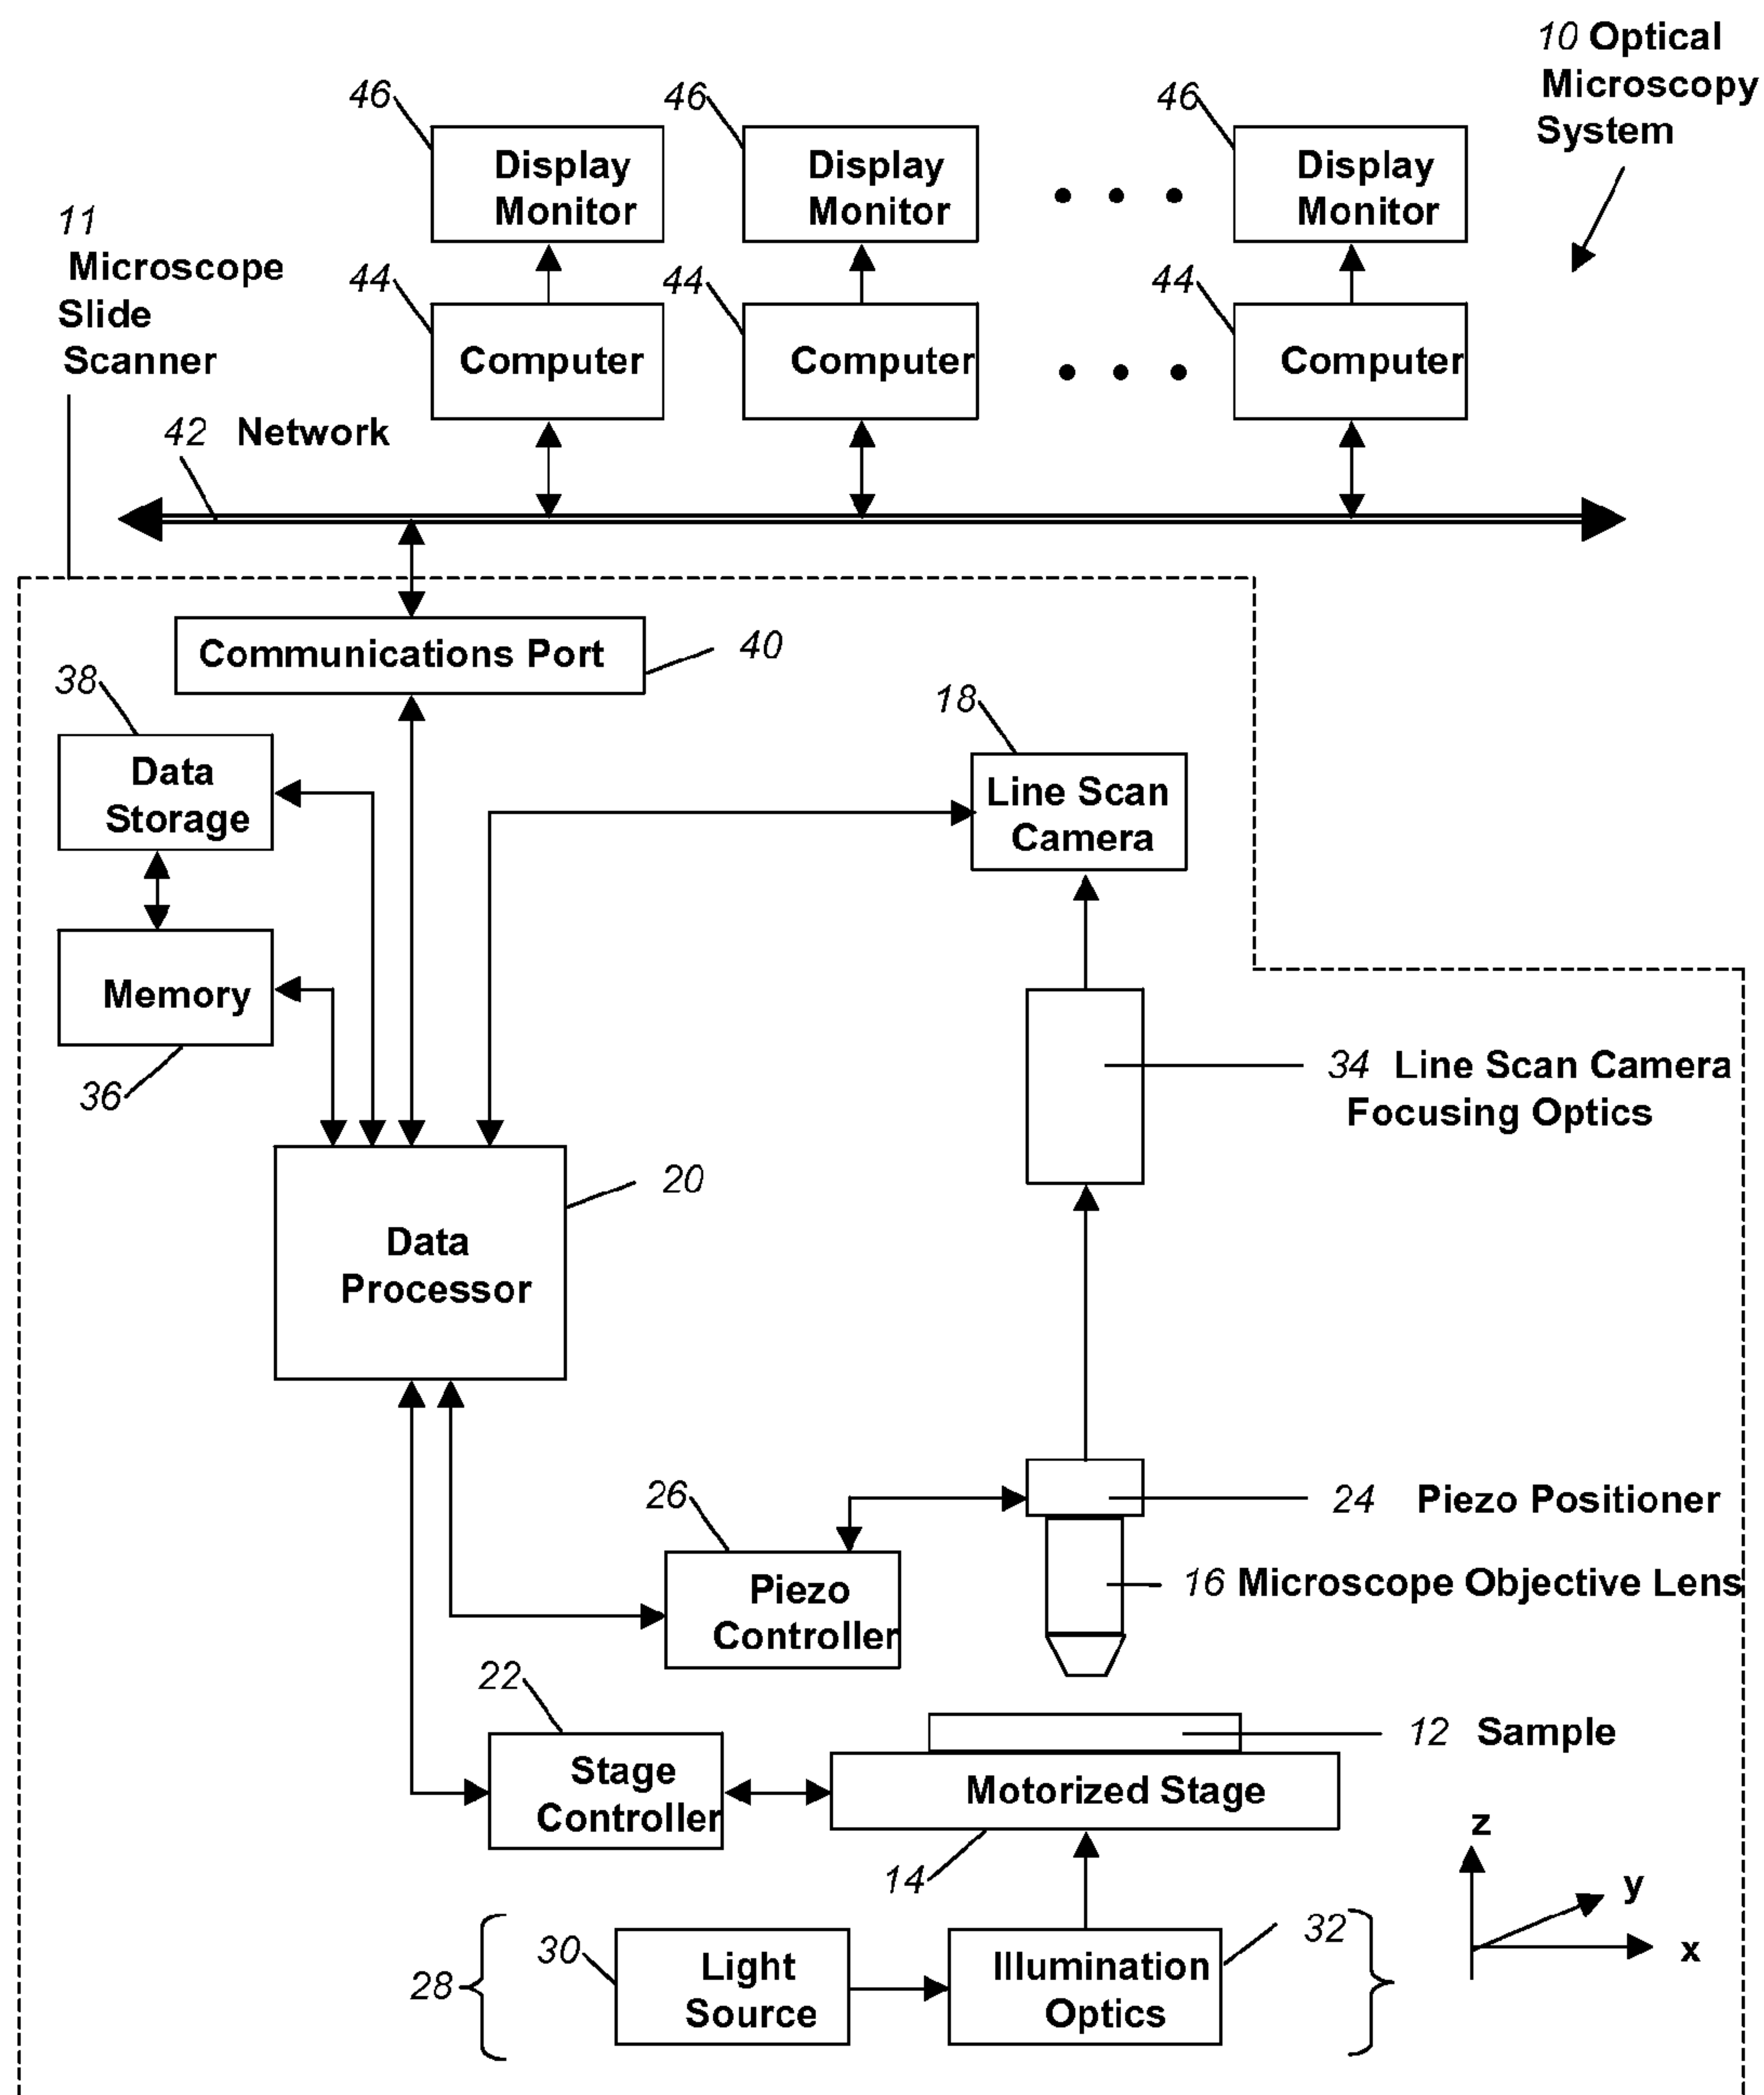 10 Optical
Microscopy
System
46
46
46
Display
Monitor
Display
Monitor
Display
Monitor
11
Microscope
Slide
Scanner
44
44
44
Computer
Computer
Computer
42 Network
Communications Port
40
38
Data
Storage
18
Line Scan
Camera
Memory
36
34 Line Scan Camera
Focusing Optics
20
Data
Processor
26
24 Piezo Positioner
Piezo
Controller
16 Microscope Objective Lens
22
12 Sample
Stage
Controller
Motorized Stage
14
z
y
x
28
30
Light
Source
Illumination
Optics
32